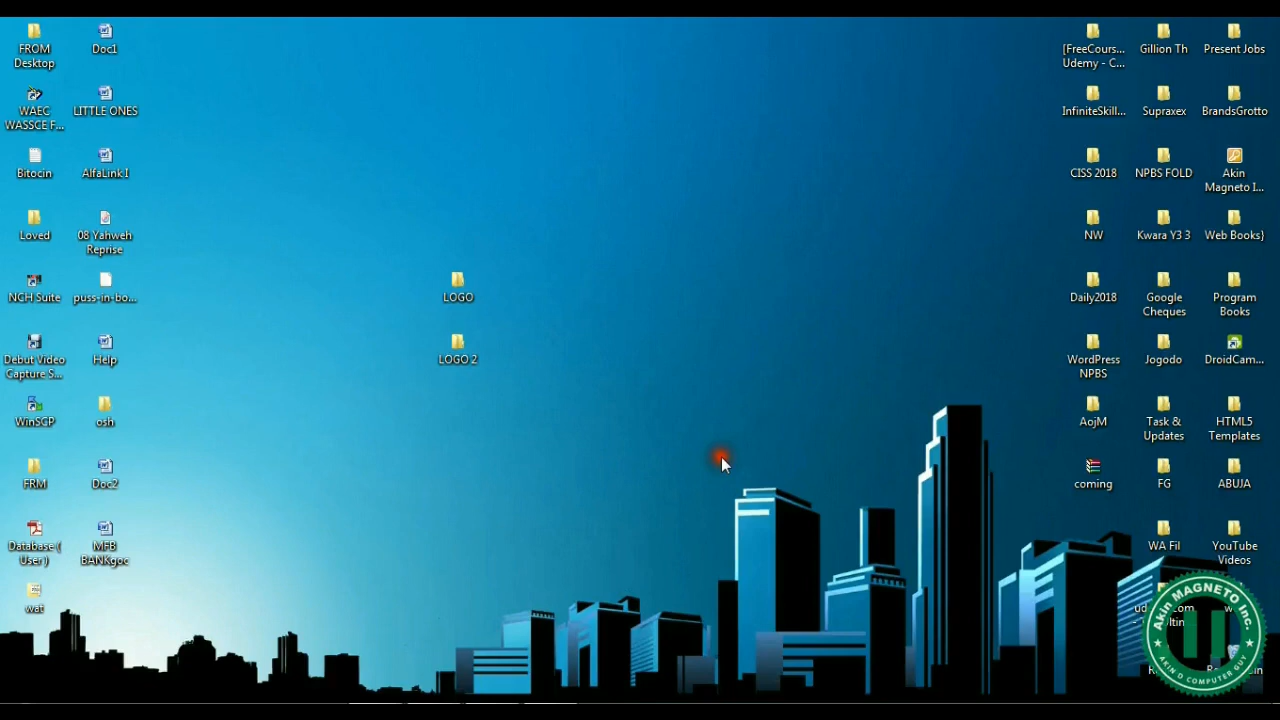 FROM
Desktop
Doc1
WAEC
WASSCE F...
LITTLE ONES
Bitocin
AlfaLink I
Loved
08 Yahweh
Reprise
NCH Suite
puss-in-bo...
Debut Video
Capture S...
Help
WinSCP
osh
FRM
Doc2
Database (
User )
MFB
BANKgoc
wat
LOGO
LOGO 2
[FreeCours...
Udemy - C...
Gillion Th
Present Jobs
InfiniteSkill...
Supraxex
BrandsGrotto
CISS 2018
NPBS FOLD
Akin
Magneto I...
NW
Kwara Y3 3
Web Books}
Daily2018
Google
Cheques
Program
Books
WordPress
NPBS
Jogodo
DroidCam...
AojM
Task &
Updates
HTML5
Templates
coming
FG
ABUJA
WA Fil
YouTube
Videos
Akin MAGNETO Inc.
AKIN D COMPUTER GUY